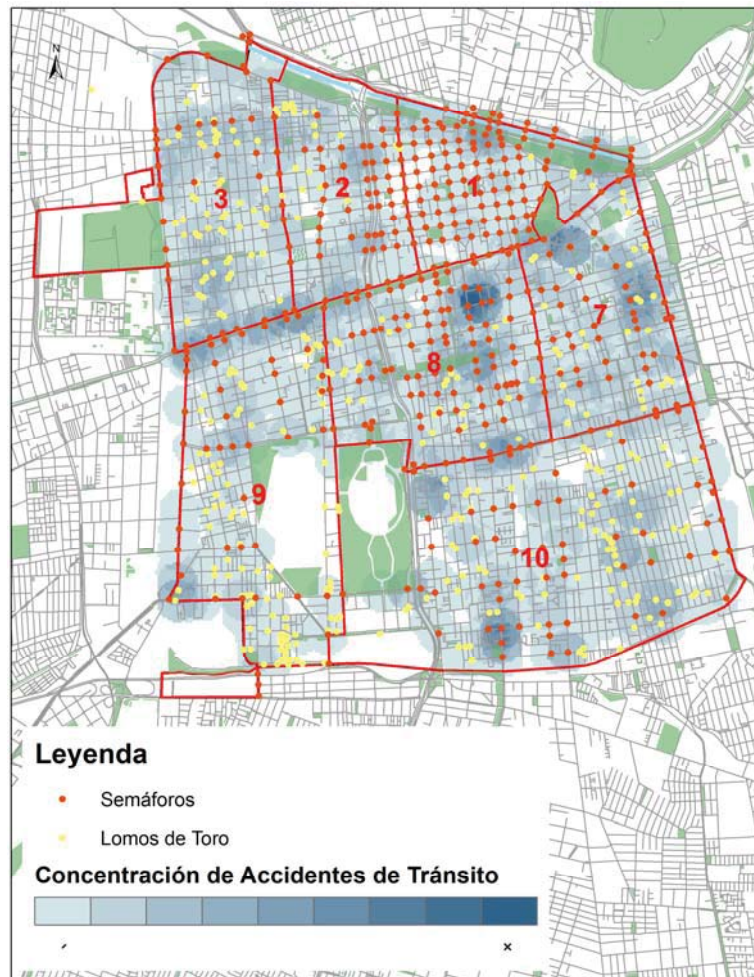 N
3
2
1
7
8
9
10
Leyenda
Semáforos
Lomos de Toro
Concentración de Accidentes de Tránsito